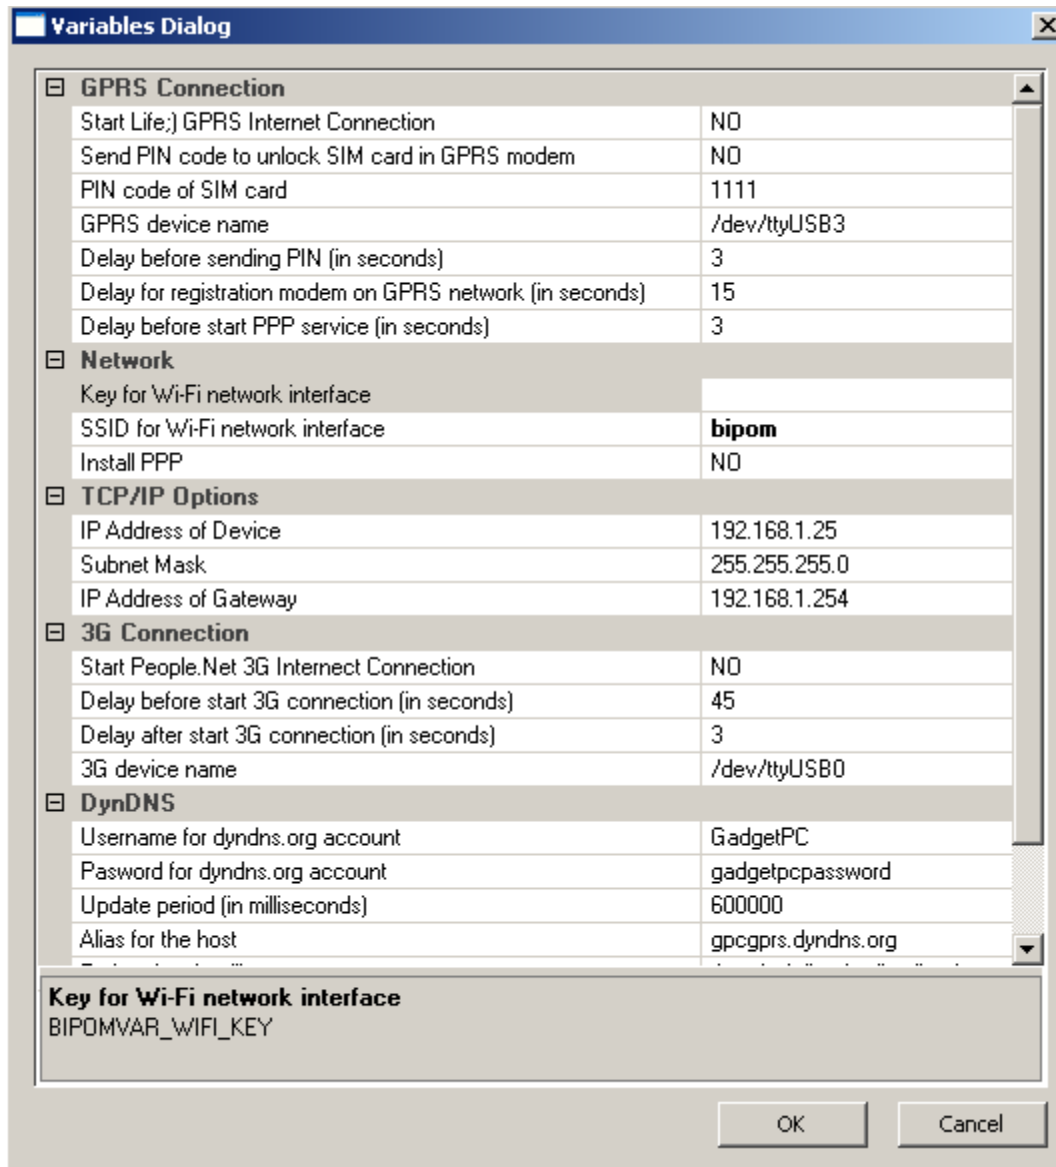 Variables Dialog
GPRS Connection
Start Life;) GPRS Internet Connection NO
Send PIN code to unlock SIM card in GPRS modem NO
PIN code of SIM card 1111
GPRS device name /dev/ttyUSB3
Delay before sending PIN (in seconds) 3
Delay for registration modem on GPRS network (in seconds) 15
Delay before start PPP service (in seconds) 3
Network
Key for Wi-Fi network interface
SSID for Wi-Fi network interface bipom
Install PPP NO
TCP/IP Options
IP Address of Device 192.168.1.25
Subnet Mask 255.255.255.0
IP Address of Gateway 192.168.1.254
3G Connection
Start People.Net 3G Internect Connection NO
Delay before start 3G connection (in seconds) 45
Delay after start 3G connection (in seconds) 3
3G device name /dev/ttyUSB0
DynDNS
Username for dyndns.org account GadgetPC
Pasword for dyndns.org account gadgetpcpassword
Update period (in milliseconds) 600000
Alias for the host gpcgprs.dyndns.org
Key for Wi-Fi network interface
BIPOMVAR_WIFI_KEY
OK Cancel